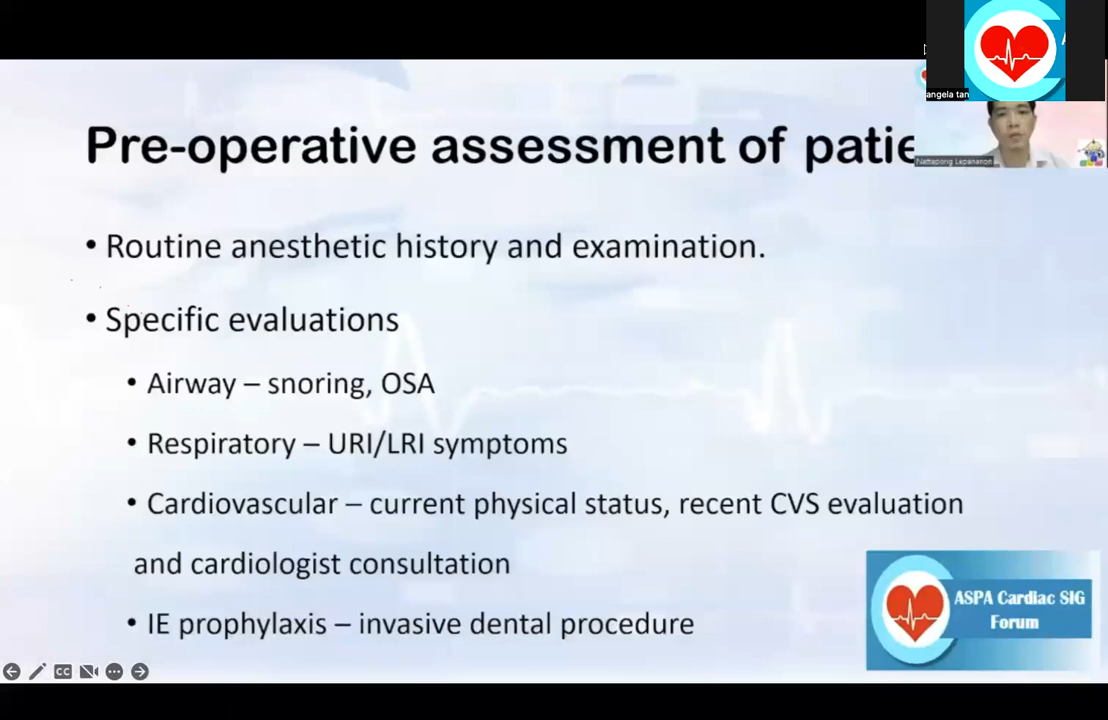 angela tan
Nattapong Lepananon
Pre-operative assessment of patie
• Routine anesthetic history and examination.
• Specific evaluations
• Airway – snoring, OSA
• Respiratory – URI/LRI symptoms
• Cardiovascular – current physical status, recent CVS evaluation
and cardiologist consultation
• IE prophylaxis – invasive dental procedure
ASPA Cardiac SIG
Forum
CC